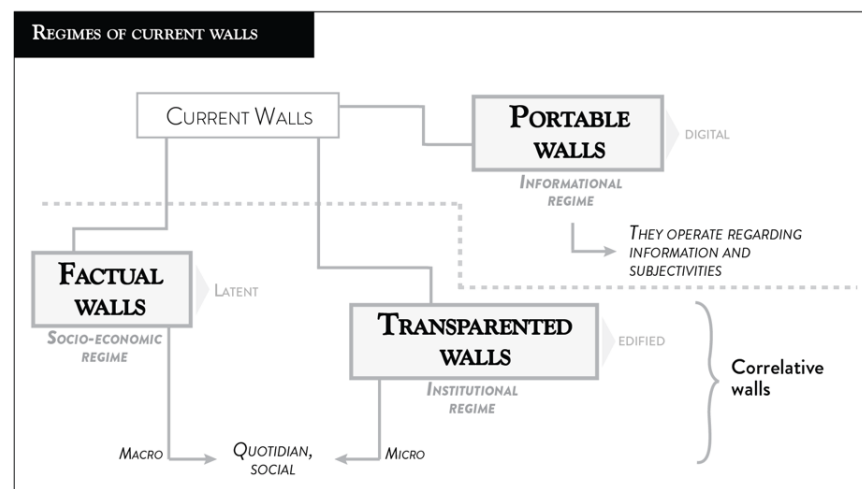 REGIMES OF CURRENT WALLS
CURRENT WALLS
PORTABLE
WALLS
DIGITAL
INFORMATIONAL
REGIME
THEY OPERATE REGARDING
INFORMATION AND
SUBJECTIVITIES
FACTUAL
WALLS
LATENT
SOCIO-ECONOMIC
REGIME
TRANSPARENTED
WALLS
EDIFIED
INSTITUTIONAL
REGIME
Correlative
walls
MACRO
QUOTIDIAN,
SOCIAL
MICRO